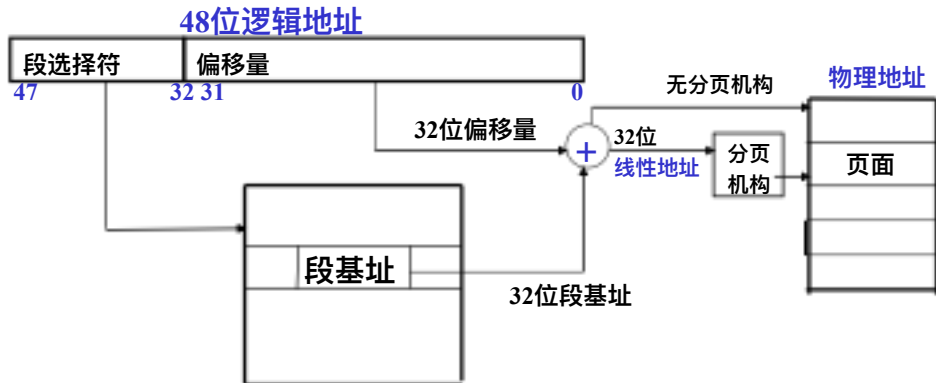 48位逻辑地址
段选择符 偏移量
47 32 31 0
无分页机构 物理地址
32位偏移量 + 32位
线性地址
分页
机构
页面
段基址
32位段基址